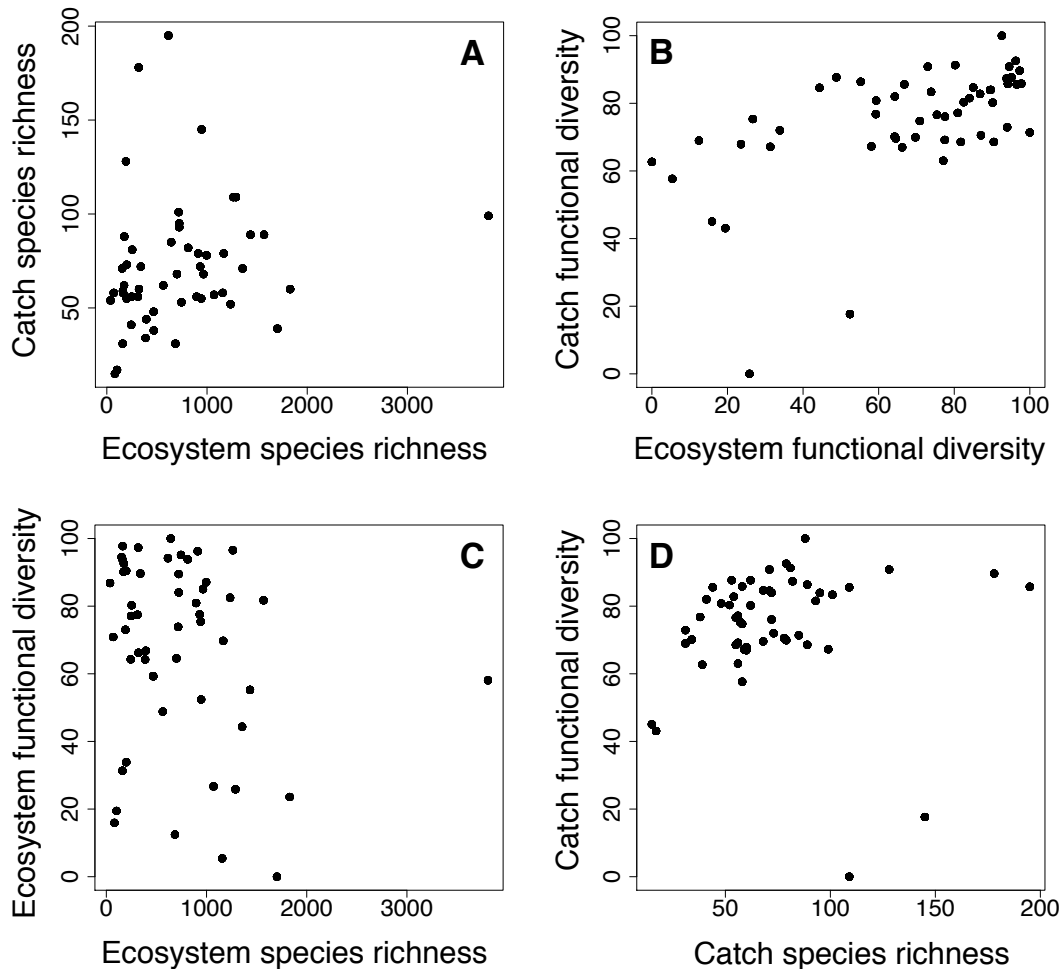 A
Catch species richness
200
150
100
50
0 1000 2000 3000
Ecosystem species richness
B
Catch functional diversity
100
80
60
40
20
0
0 20 40 60 80 100
Ecosystem functional diversity
C
Ecosystem functional diversity
100
80
60
40
20
0
0 1000 2000 3000
Ecosystem species richness
D
Catch functional diversity
100
80
60
40
20
0
50 100 150 200
Catch species richness